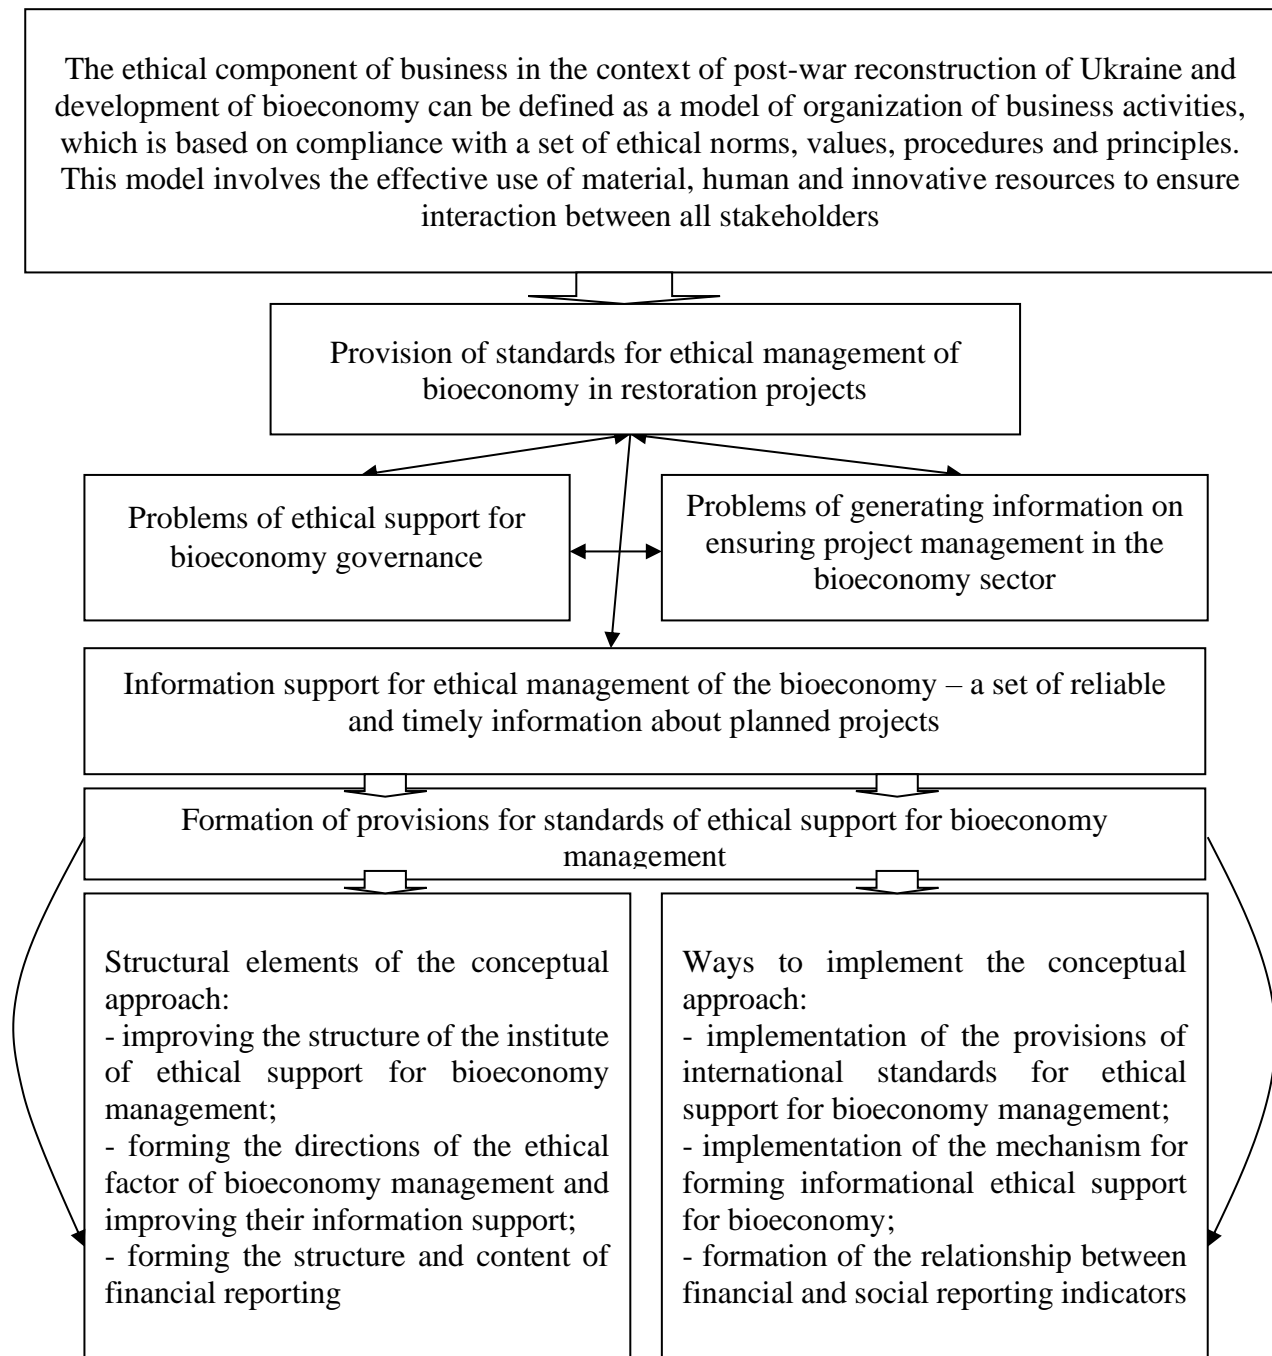 The ethical component of business in the context of post-war reconstruction of Ukraine and
development of bioeconomy can be defined as a model of organization of business activities,
which is based on compliance with a set of ethical norms, values, procedures and principles.
This model involves the effective use of material, human and innovative resources to ensure
interaction between all stakeholders
Provision of standards for ethical management of
bioeconomy in restoration projects
Problems of ethical support for
bioeconomy governance
Problems of generating information on
ensuring project management in the
bioeconomy sector
Information support for ethical management of the bioeconomy – a set of reliable
and timely information about planned projects
Formation of provisions for standards of ethical support for bioeconomy
management
Structural elements of the conceptual
approach:
- improving the structure of the institute
of ethical support for bioeconomy
management;
- forming the directions of the ethical
factor of bioeconomy management and
improving their information support;
- forming the structure and content of
financial reporting
Ways to implement the conceptual
approach:
- implementation of the provisions of
international standards for ethical
support for bioeconomy management;
- implementation of the mechanism for
forming informational ethical support
for bioeconomy;
- formation of the relationship between
financial and social reporting indicators